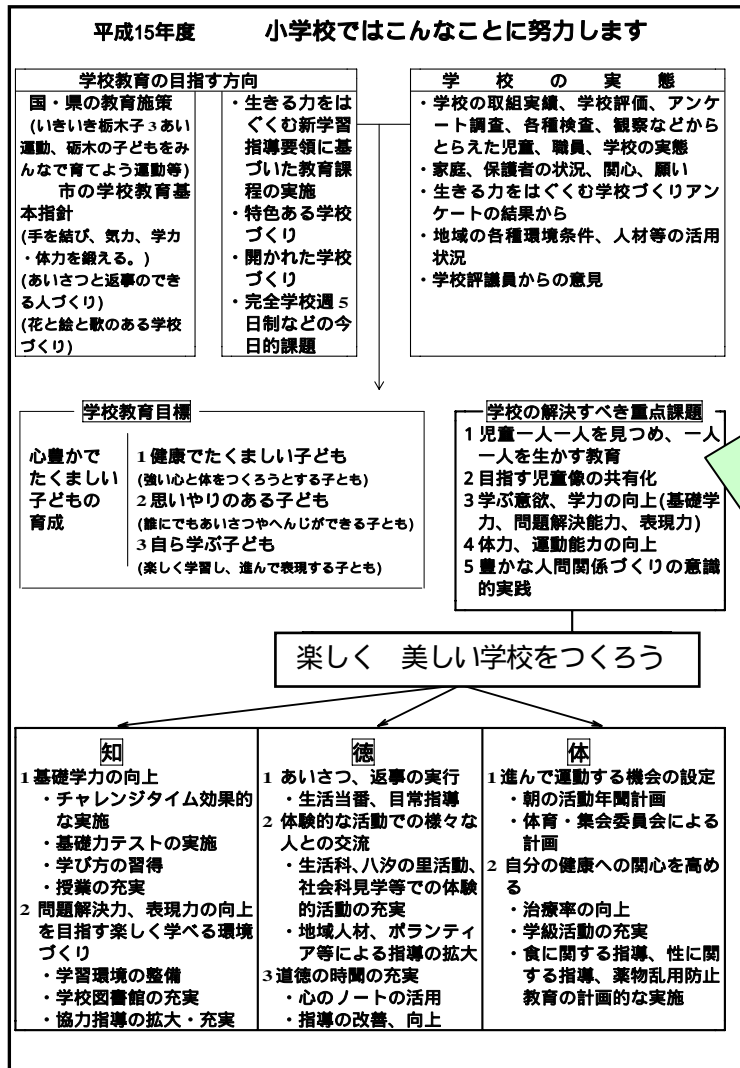 平成15年度　小学校ではこんなことに努力します
学校教育の目指す方向
国・県の教育施策
(いきいき栃木子3あい
運動、栃木の子どもをみ
んなで育てよう運動等)
市の学校教育基
本指針
(手を結び、気力、学力
・体力を鍛える。)
(あいさつと返事のでき
る人づくり)
(花と絵と歌のある学校
づくり)
・生きる力をは
ぐくむ新学習
指導要領に基
づいた教育課
程の実施
・特色ある学校
づくり
・開かれた学校
づくり
・完全学校週5
日制などの今
日的課題
学校の実態
・学校の取組実績、学校評価、アンケ
ート調査、各種検査、観察などから
とらえた児童、職員、学校の実態
・家庭、保護者の状況、関心、願い
・生きる力をはぐくむ学校づくりアン
ケートの結果から
・地域の各種環境条件、人材等の活用
状況
・学校評議員からの意見
学校教育目標
心豊かで
たくましい
子どもの
育成
1 健康でたくましい子ども
(強い心と体をつくろうとする子とも)
2 思いやりのある子ども
(誰にでもあいさつやへんじができる子とも)
3 自ら学ぶ子ども
(楽しく学習し、進んで表現する子とも)
学校の解決すべき重点課題
1 児童一人一人を見つめ、一人
一人を生かす教育
2 目指す児童像の共有化
3 学ぶ意欲、学力の向上(基礎学
力、問題解決能力、表現力)
4 体力、運動能力の向上
5 豊かな人間関係づくりの意識
的実践
楽しく　美しい学校をつくろう
知
1 基礎学力の向上
・チャレンジタイム効果的
な実施
・基礎力テストの実施
・学び方の習得
・授業の充実
2 問題解決力、表現力の向上
を目指す楽しく学べる環境
づくり
・学習環境の整備
・学校図書館の充実
・協力指導の拡大・充実
徳
1 あいさつ、返事の実行
・生活当番、日常指導
2 体験的な活動での様々な
人との交流
・生活科、八汐の里活動、
社会科見学等での体験
的活動の充実
・地域人材、ボランティ
ア等による指導の拡大
3 道徳の時間の充実
・心のノートの活用
・指導の改善、向上
体
1 進んで運動する機会の設定
・朝の活動年間計画
・体育・集会委員会による
計画
2 自分の健康への関心を高め
る
・治療率の向上
・学級活動の充実
・食に関する指導、性に関
する指導、薬物乱用防止
教育の計画的な実施